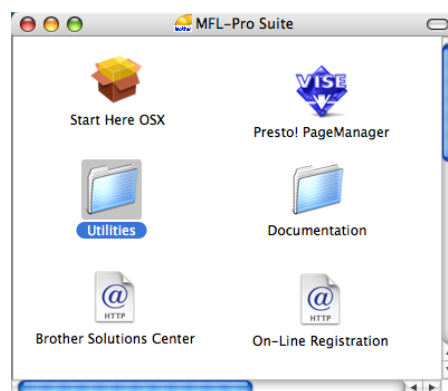 brother MFL-Pro Suite
Start Here OSX
VISE
Presto! PageManager
Utilities
Documentation
@
HTTP
Brother Solutions Center
@
HTTP
On-Line Registration